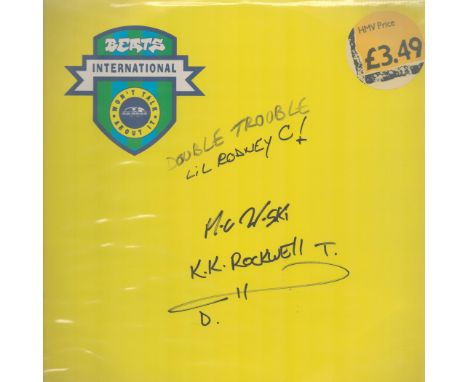 BEATS
INTERNATIONAL
WON'T TALK
ABOUT IT
HMV Price
£3.49
DOUBLE TROUBLE
LIL RODNEY C!
K.K. ROCKWELL T.
D.